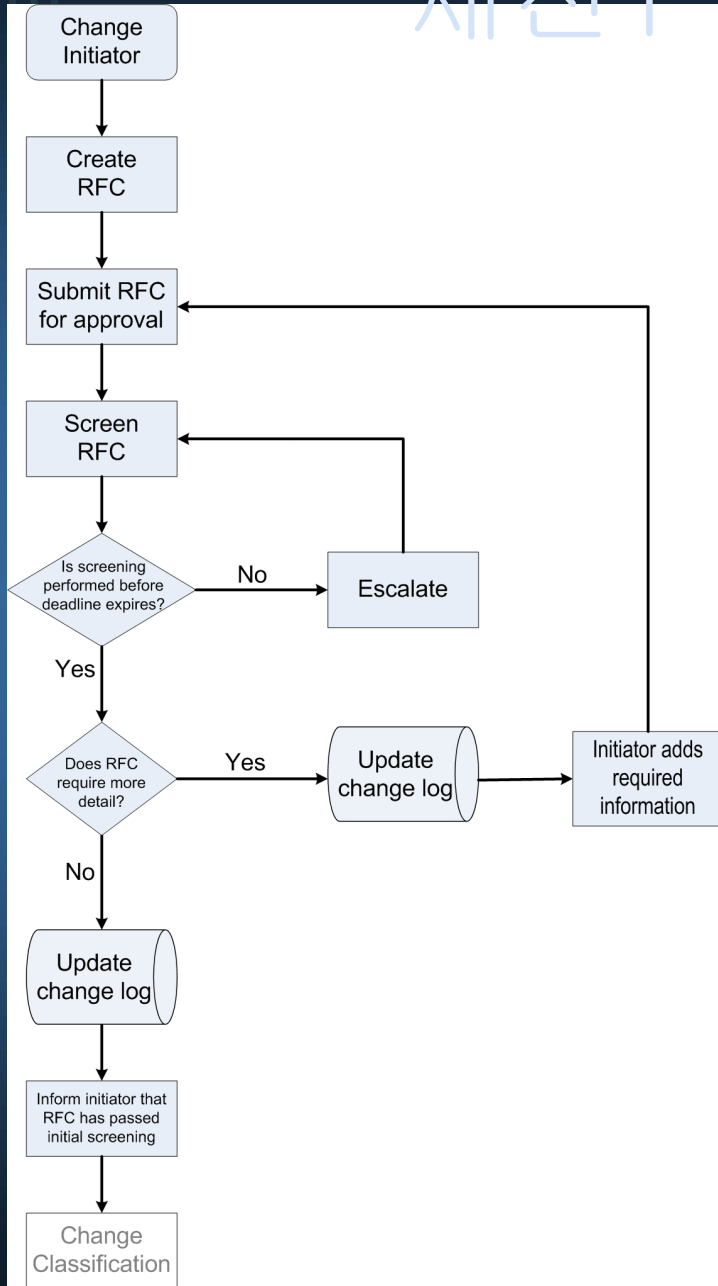 Change
Initiator
Create
RFC
Submit RFC
for approval
Screen
RFC
Is screening
performed before
deadline expires?
No
Escalate
Yes
Does RFC
require more
detail?
Yes
Update
change log
Initiator adds
required
information
No
Update
change log
Inform initiator that
RFC has passed
initial screening
Change
Classification